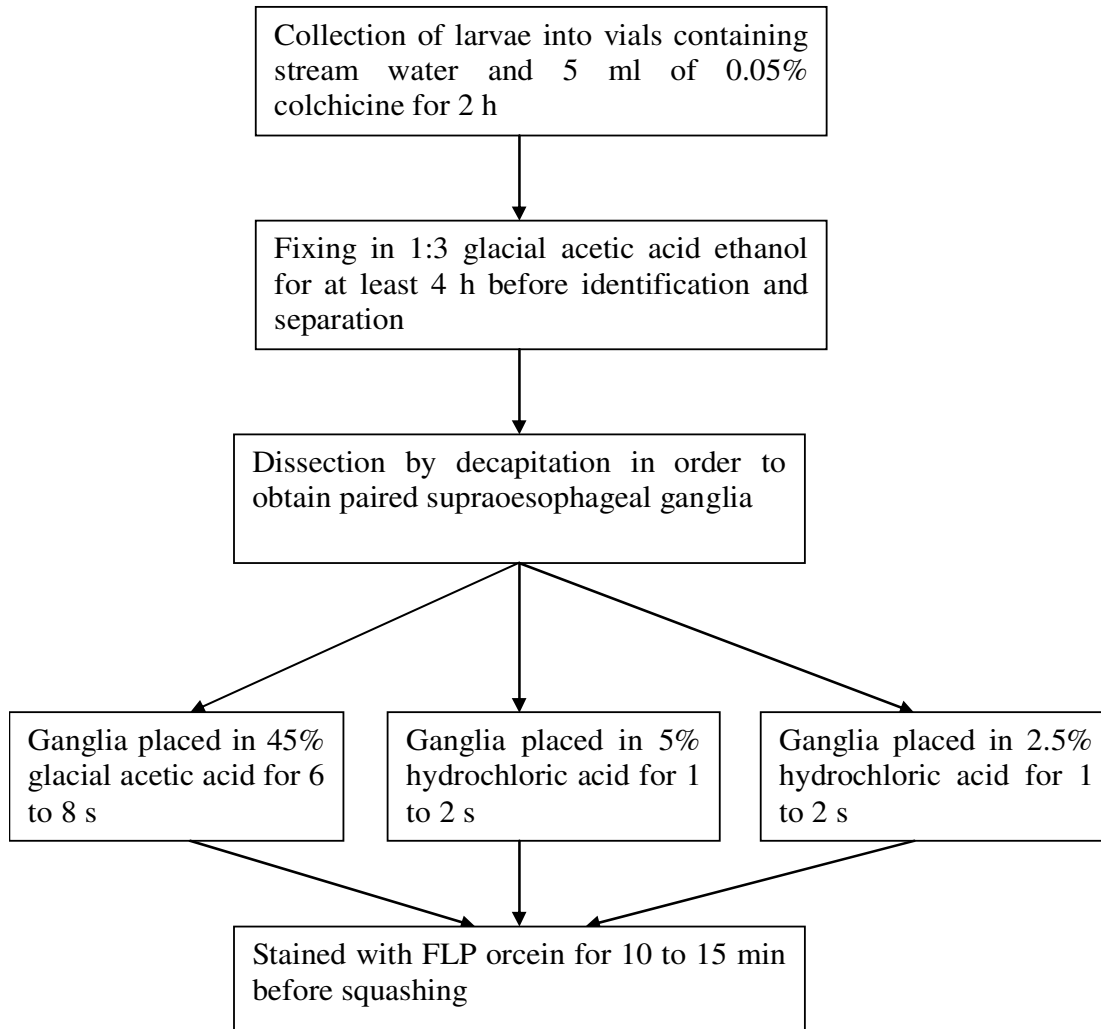 Collection of larvae into vials containing
stream water and 5 ml of 0.05%
colchicine for 2 h
Fixing in 1:3 glacial acetic acid ethanol
for at least 4 h before identification and
separation
Dissection by decapitation in order to
obtain paired supraoesophageal ganglia
Ganglia placed in 45%
glacial acetic acid for 6
to 8 s
Ganglia placed in 5%
hydrochloric acid for 1
to 2 s
Ganglia placed in 2.5%
hydrochloric acid for 1
to 2 s
Stained with FLP orcein for 10 to 15 min
before squashing